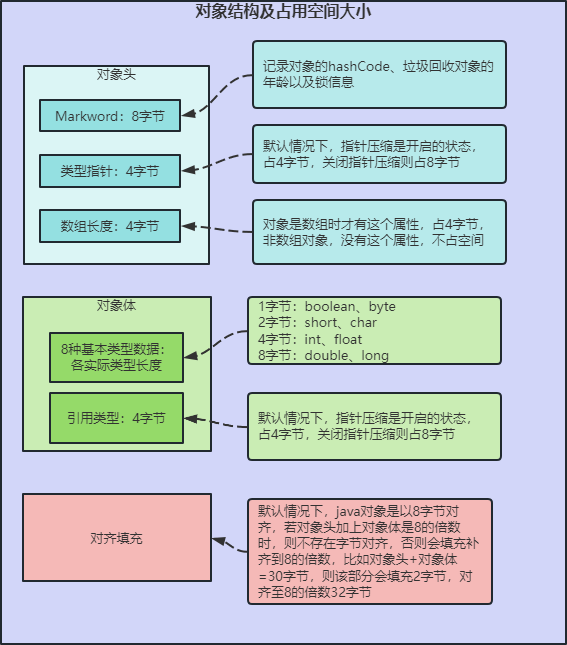 对象结构及占用空间大小
对象头
Markword：8字节
记录对象的hashCode、垃圾回收对象的
年龄以及锁信息
类型指针：4字节
默认情况下，指针压缩是开启的状态，
占4字节，关闭指针压缩则占8字节
数组长度：4字节
对象是数组时才有这个属性，占4字节，
非数组对象，没有这个属性，不占空间
对象体
8种基本类型数据：
各实际类型长度
1字节：boolean、byte
2字节：short、char
4字节：int、float
8字节：double、long
引用类型：4字节
默认情况下，指针压缩是开启的状态，
占4字节，关闭指针压缩则占8字节
对齐填充
默认情况下，java对象是以8字节对
齐，若对象头加上对象体是8的倍数
时，则不存在字节对齐，否则会填充补
齐到8的倍数，比如对象头+对象体
=30字节，则该部分会填充2字节，对
齐至8的倍数32字节